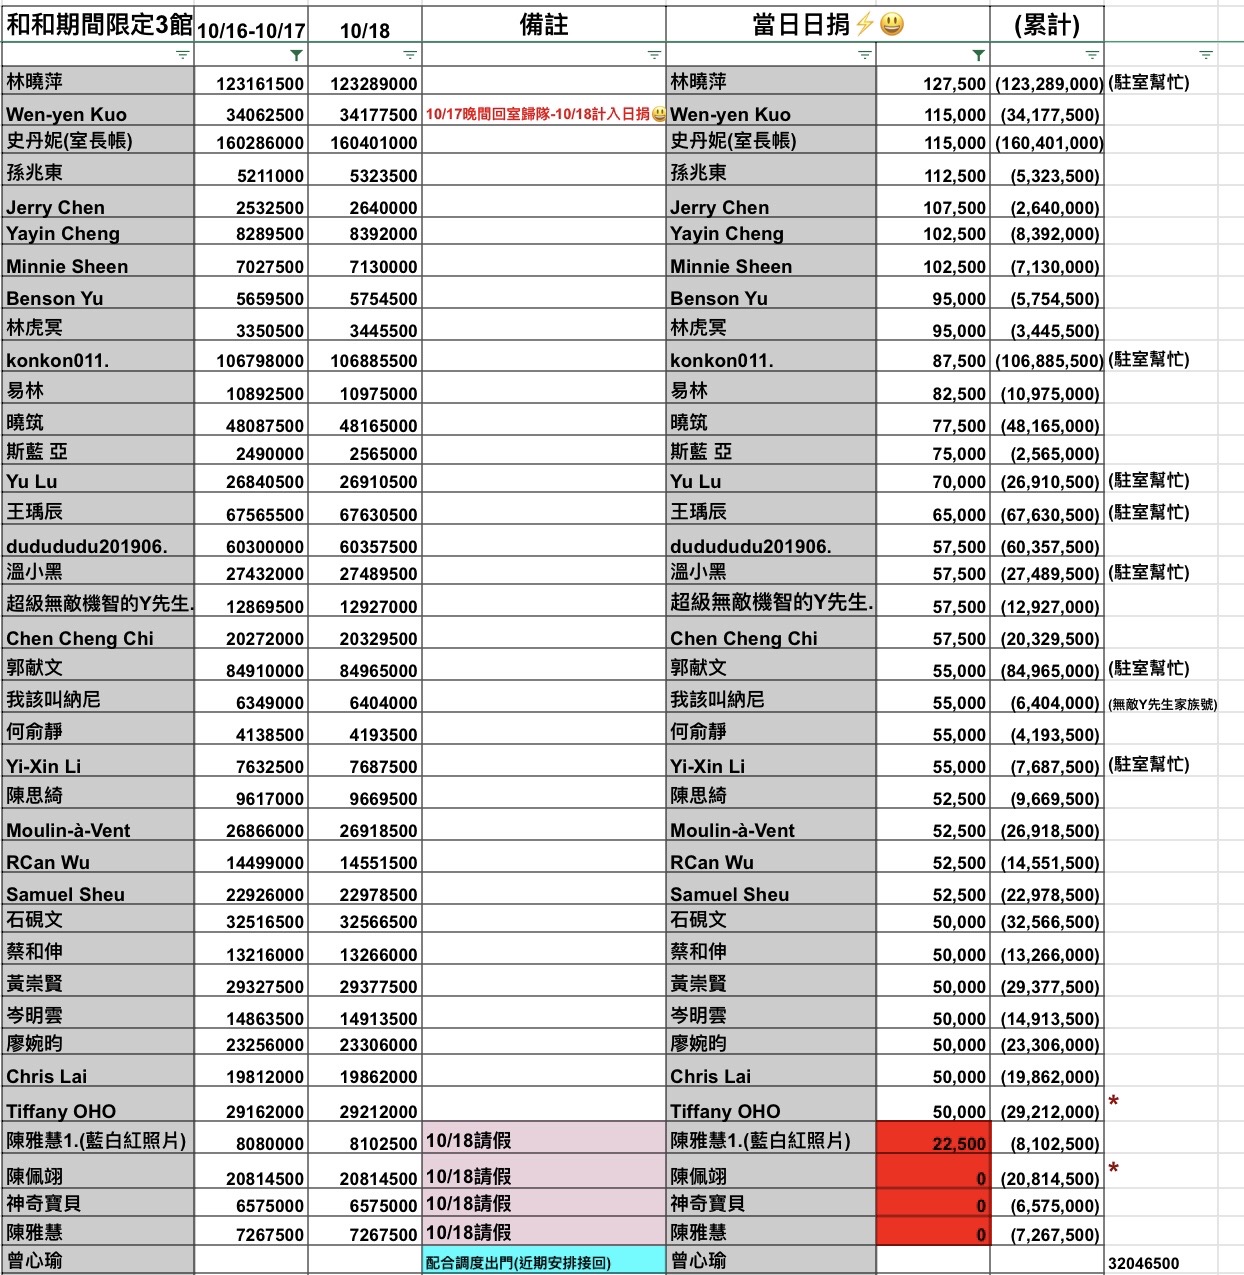 和和期間限定3館 10/16-10/17 10/18 備註 當日日捐⚡😃 (累計)
林曉萍 123161500 123289000 林曉萍 127,500 (123,289,000) (駐室幫忙)
Wen-yen Kuo 34062500 34177500 10/17晚間回室歸隊-10/18計入日捐😃 Wen-yen Kuo 115,000 (34,177,500)
史丹妮(室長帳) 160286000 160401000 史丹妮(室長帳) 115,000 (160,401,000)
孫兆東 5211000 5323500 孫兆東 112,500 (5,323,500)
Jerry Chen 2532500 2640000 Jerry Chen 107,500 (2,640,000)
Yayin Cheng 8289500 8392000 Yayin Cheng 102,500 (8,392,000)
Minnie Sheen 7027500 7130000 Minnie Sheen 102,500 (7,130,000)
Benson Yu 5659500 5754500 Benson Yu 95,000 (5,754,500)
林虎冥 3350500 3445500 林虎冥 95,000 (3,445,500)
konkon011. 106798000 106885500 konkon011. 87,500 (106,885,500) (駐室幫忙)
易林 10892500 10975000 易林 82,500 (10,975,000)
曉筑 48087500 48165000 曉筑 77,500 (48,165,000)
斯藍 亞 2490000 2565000 斯藍 亞 75,000 (2,565,000)
Yu Lu 26840500 26910500 Yu Lu 70,000 (26,910,500) (駐室幫忙)
王瑀辰 67565500 67630500 王瑀辰 65,000 (67,630,500) (駐室幫忙)
dudududu201906. 60300000 60357500 dudududu201906. 57,500 (60,357,500)
溫小黑 27432000 27489500 溫小黑 57,500 (27,489,500) (駐室幫忙)
超級無敵機智的Y先生. 12869500 12927000 超級無敵機智的Y先生. 57,500 (12,927,000)
Chen Cheng Chi 20272000 20329500 Chen Cheng Chi 57,500 (20,329,500)
郭献文 84910000 84965000 郭献文 55,000 (84,965,000) (駐室幫忙)
我該叫納尼 6349000 6404000 我該叫納尼 55,000 (6,404,000) (無敵Y先生家族號)
何俞靜 4138500 4193500 何俞靜 55,000 (4,193,500)
Yi-Xin Li 7632500 7687500 Yi-Xin Li 55,000 (7,687,500) (駐室幫忙)
陳思綺 9617000 9669500 陳思綺 52,500 (9,669,500)
Moulin-à-Vent 26866000 26918500 Moulin-à-Vent 52,500 (26,918,500)
RCan Wu 14499000 14551500 RCan Wu 52,500 (14,551,500)
Samuel Sheu 22926000 22978500 Samuel Sheu 52,500 (22,978,500)
石硯文 32516500 32566500 石硯文 50,000 (32,566,500)
蔡和伸 13216000 13266000 蔡和伸 50,000 (13,266,000)
黃崇賢 29327500 29377500 黃崇賢 50,000 (29,377,500)
岑明雲 14863500 14913500 岑明雲 50,000 (14,913,500)
廖婉昀 23256000 23306000 廖婉昀 50,000 (23,306,000)
Chris Lai 19812000 19862000 Chris Lai 50,000 (19,862,000)
Tiffany OHO 29162000 29212000 Tiffany OHO 50,000 (29,212,000) *
陳雅慧1.(藍白紅照片) 8080000 8102500 10/18請假 陳雅慧1.(藍白紅照片) 22,500 (8,102,500)
陳佩翊 20814500 20814500 10/18請假 陳佩翊 0 (20,814,500) *
神奇寶貝 6575000 6575000 10/18請假 神奇寶貝 0 (6,575,000)
陳雅慧 7267500 7267500 10/18請假 陳雅慧 0 (7,267,500)
曾心瑜 配合調度出門(近期安排接回) 曾心瑜 32046500